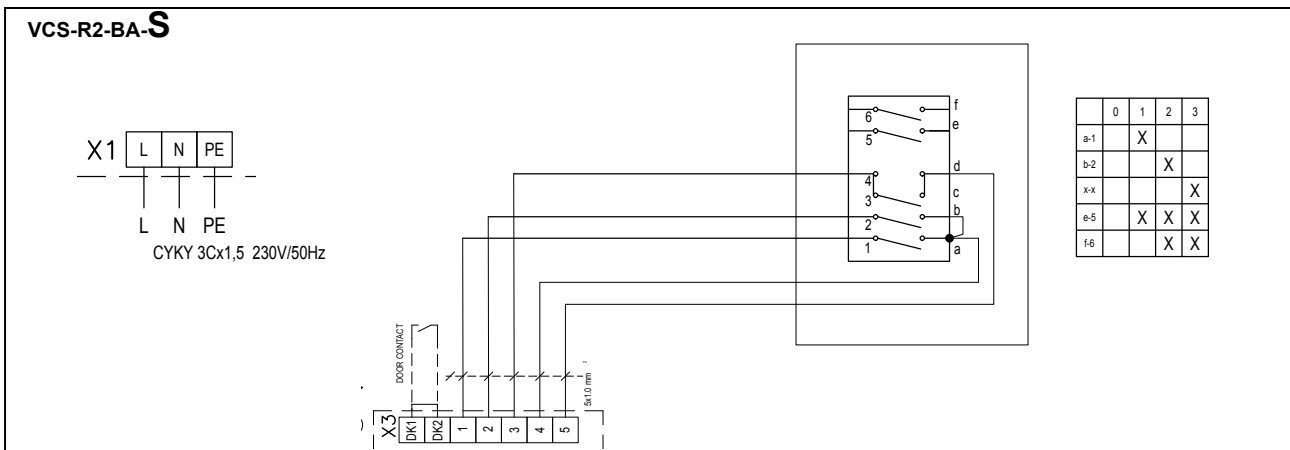 VCS-R2-BA-S
X1 L N PE
L N PE
CYKY 3Cx1,5 230V/50Hz
6 f
5 e
4 d
3 c
2 b
1 a
0 1 2 3
a-1 X
b-2 X
x-x X
e-5 X X X
f-6 X X
DOOR CONTACT
5x1.0 mm
X3 DK1 DK2 1 2 3 4 5